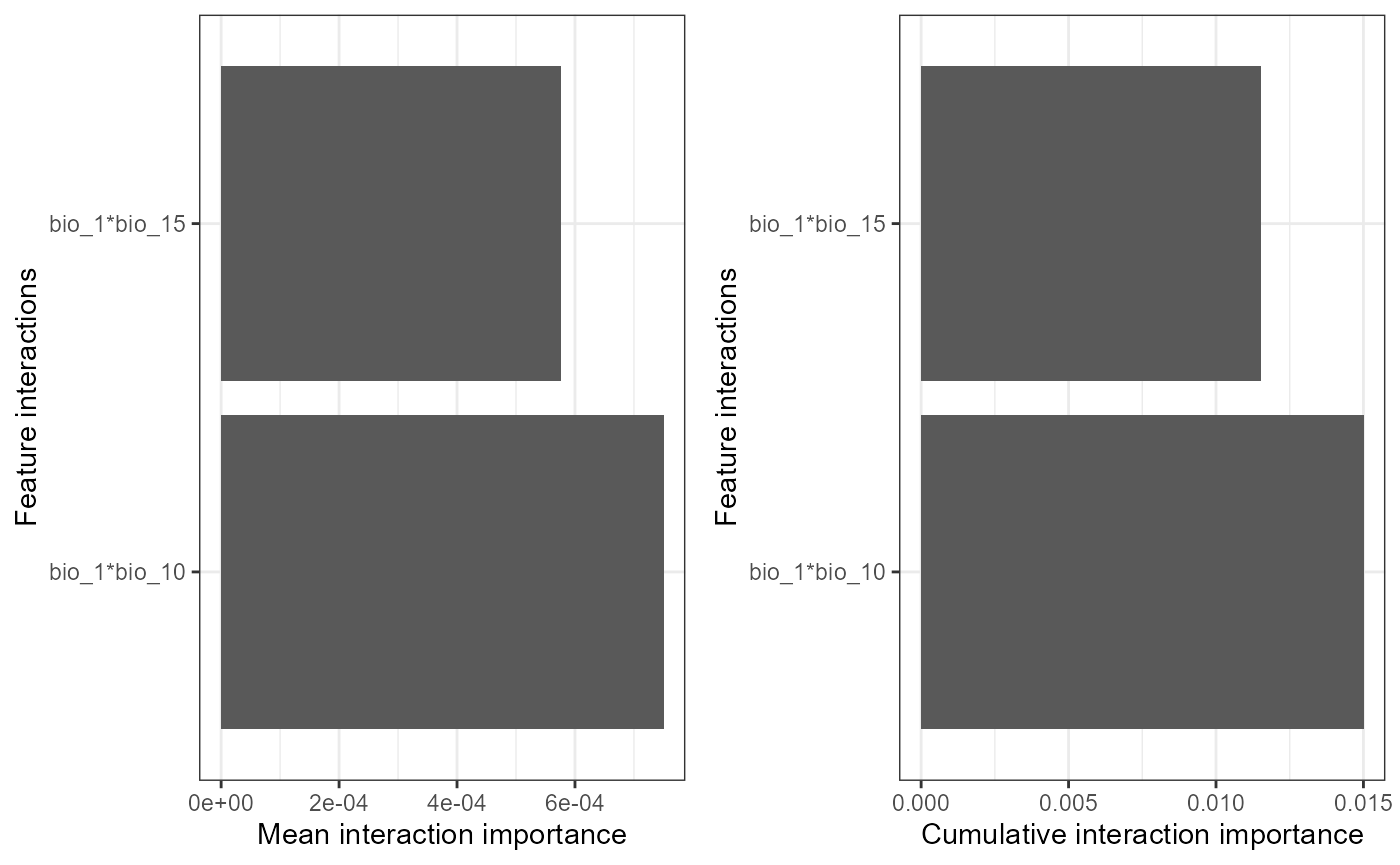 Feature interactions
bio_1*bio_15
bio_1*bio_10
0e+00 2e-04 4e-04 6e-04
Mean interaction importance
Feature interactions
bio_1*bio_15
bio_1*bio_10
0.000 0.005 0.010 0.015
Cumulative interaction importance